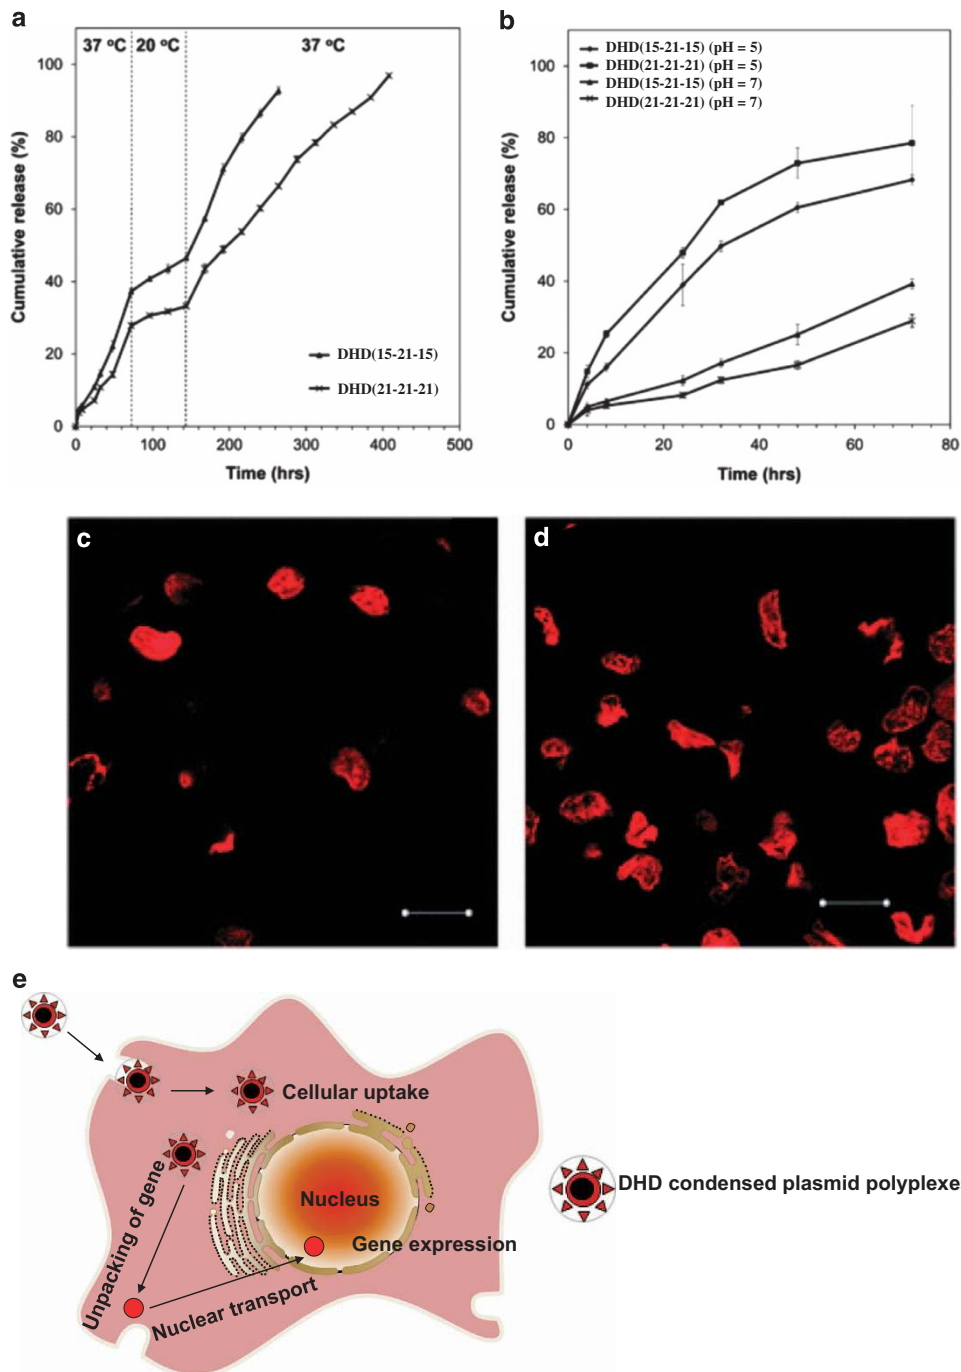 a
37 °C
20 °C
37 °C
100
80
60
40
20
0
Cumulative release (%)
DHD(15-21-15)
DHD(21-21-21)
0
100
200
300
400
500
Time (hrs)
b
DHD(15-21-15) (pH = 5)
DHD(21-21-21) (pH = 5)
DHD(15-21-15) (pH = 7)
DHD(21-21-21) (pH = 7)
100
80
60
40
20
0
Cumulative release (%)
0
20
40
60
80
Time (hrs)
c
d
e
Cellular uptake
Unpacking of gene
Nucleus
Gene expression
Nuclear transport
DHD condensed plasmid polyplexe